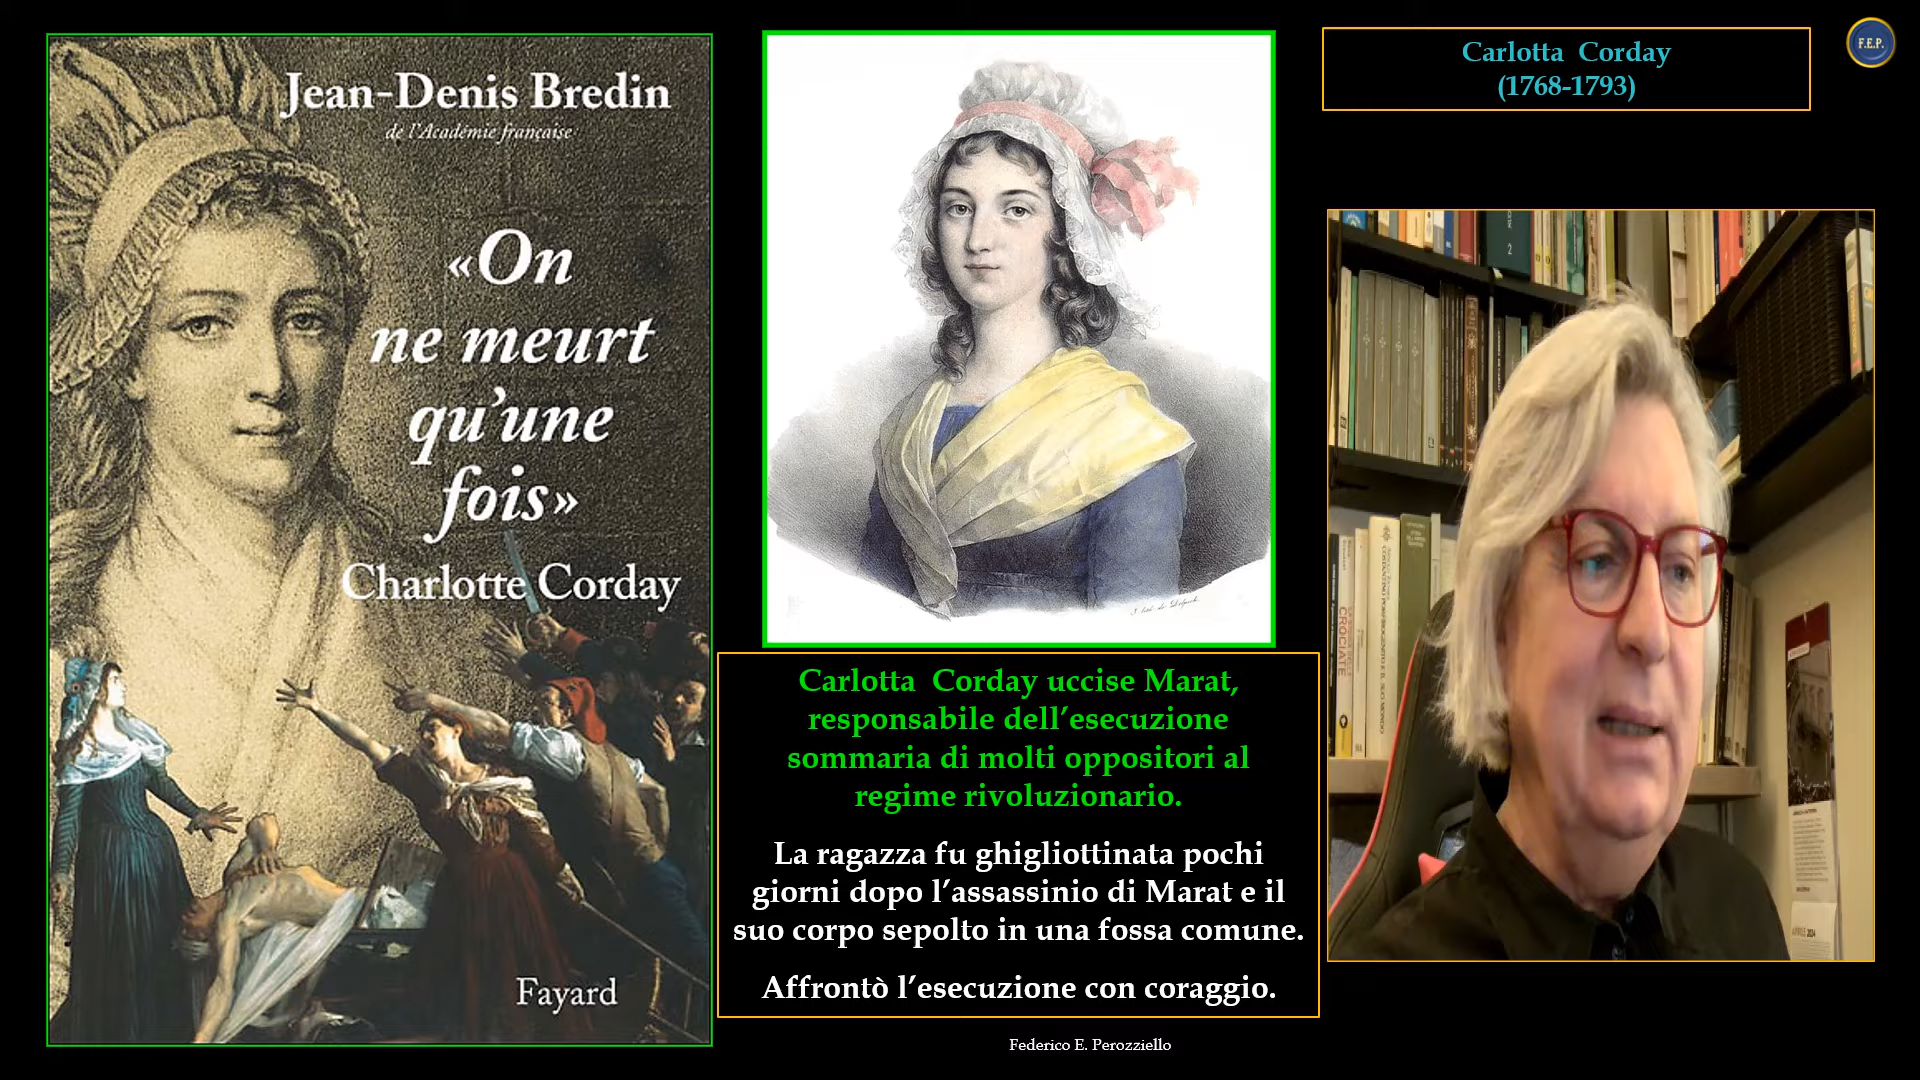 Jean-Denis Bredin
de l'Académie française
«On
ne meurt
qu'une
fois»
Charlotte Corday
Fayard
Carlotta Corday uccise Marat,
responsabile dell'esecuzione
sommaria di molti oppositori al
regime rivoluzionario.
La ragazza fu ghigliottinata pochi
giorni dopo l'assassinio di Marat e il
suo corpo sepolto in una fossa comune.
Affrontò l'esecuzione con coraggio.
Federico E. Perozziello
Carlotta Corday
(1768-1793)
F.E.P.
CROCIATE
APRILE 2024